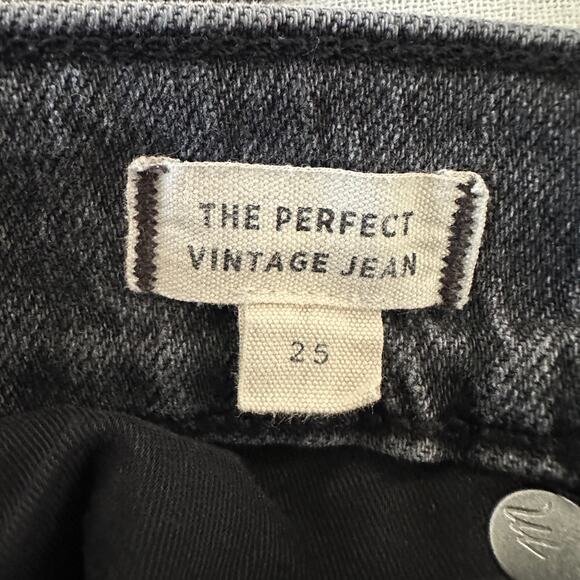 THE PERFECT
VINTAGE JEAN
25
m